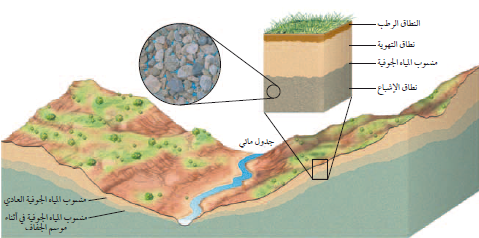 النطاق الرطب
نطاق التهوية
منسوب المياه الجوفية
نطاق الإشباع
جدول مائي
منسوب المياه الجوفية العادي
منسوب المياه الجوفية في أثناء
موسم الجفاف